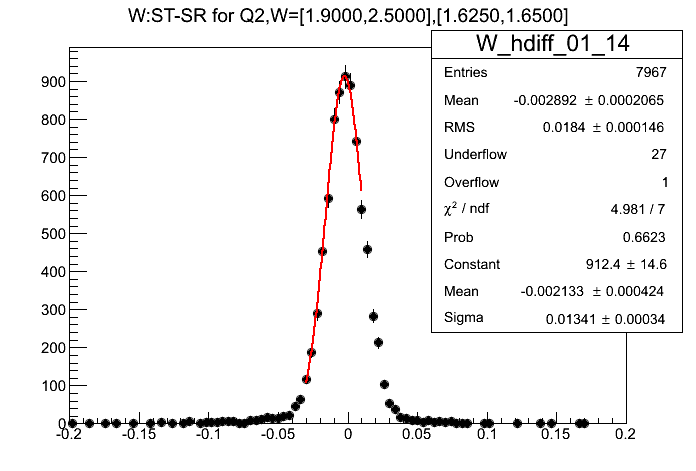 W:ST-SR for Q2,W=[1.9000,2.5000],[1.6250,1.6500]
W_hdiff_01_14
Entries 7967
Mean -0.002892 ± 0.0002065
RMS 0.0184 ± 0.000146
Underflow 27
Overflow 1
χ² / ndf 4.981 / 7
Prob 0.6623
Constant 912.4 ± 14.6
Mean -0.002133 ± 0.000424
Sigma 0.01341 ± 0.00034
900
800
700
600
500
400
300
200
100
0
-0.2 -0.15 -0.1 -0.05 0 0.05 0.1 0.15 0.2